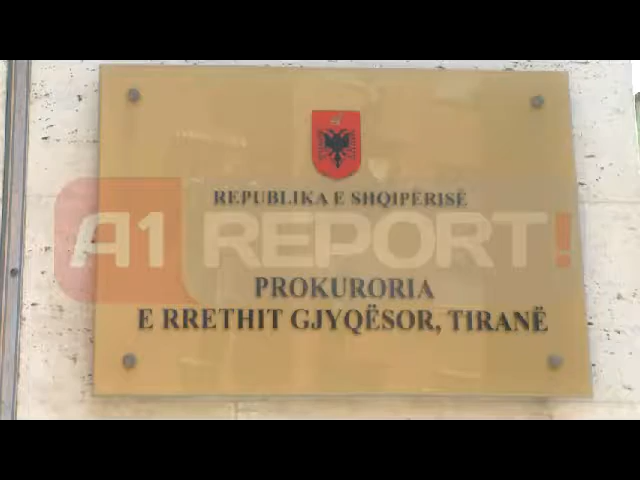 REPUBLIKA E SHQIPËRISË
A1 REPORT!
PROKURORIA
E RRETHIT GJYQËSOR, TIRANË